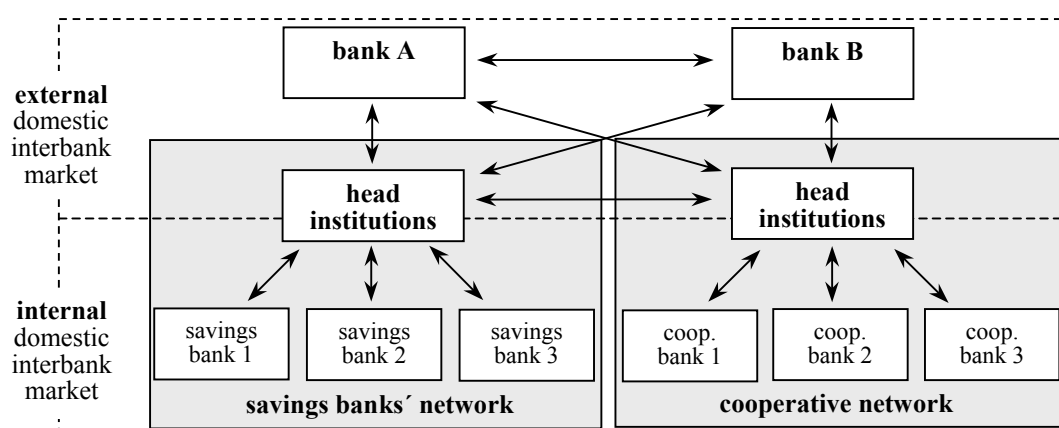 bank A
bank B
external
domestic
interbank
market
head
institutions
head
institutions
internal
domestic
interbank
market
savings
bank 1
savings
bank 2
savings
bank 3
coop.
bank 1
coop.
bank 2
coop.
bank 3
savings banks´ network
cooperative network